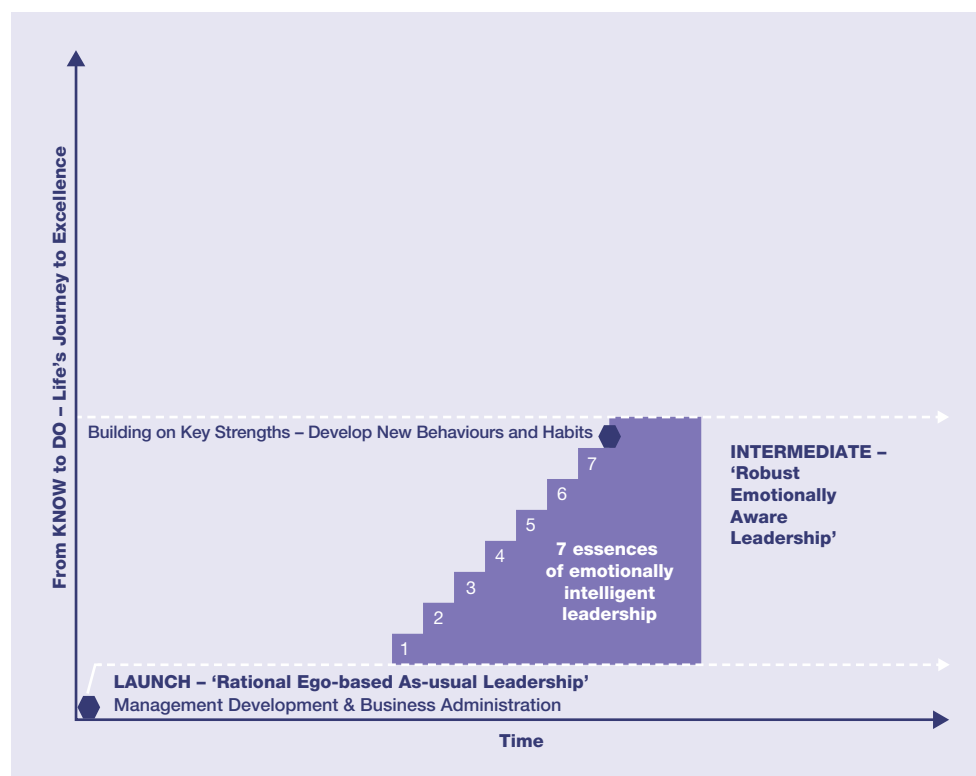 From KNOW to DO – Life’s Journey to Excellence
Building on Key Strengths – Develop New Behaviours and Habits
7
6
5
4
3
2
1
7 essences
of emotionally
intelligent
leadership
INTERMEDIATE –
‘Robust
Emotionally
Aware
Leadership’
LAUNCH – ‘Rational Ego-based As-usual Leadership’
Management Development & Business Administration
Time